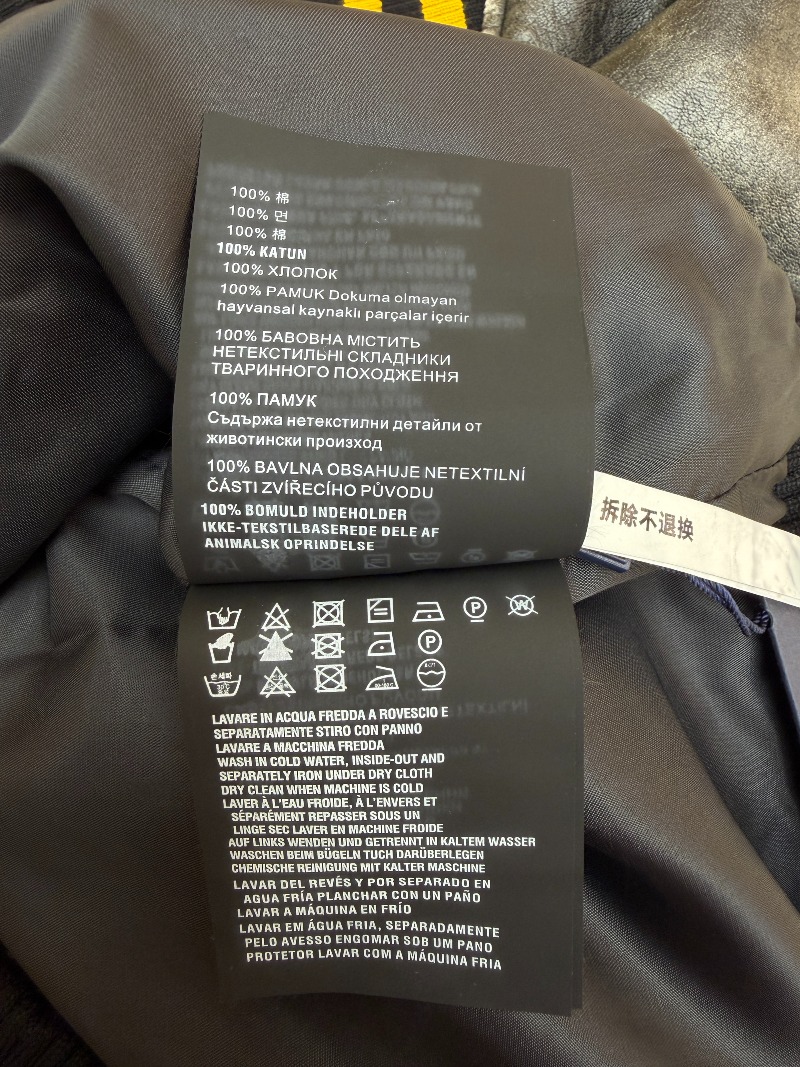 100% 棉
100% 면
100% 棉
100% KATUN
100% ХЛОПОК
100% PAMUK Dokuma olmayan
hayvansal kaynaklı parçalar içerir
100% БАВОВНА МІСТИТЬ
НЕТЕКСТИЛЬНІ СКЛАДНИКИ
ТВАРИННОГО ПОХОДЖЕННЯ
100% ПАМУК
Съдържа нетекстилни детайли от
животински произход
100% BAVLNA OBSAHUJE NETEXTILNÍ
ČÁSTI ZVÍŘECÍHO PŮVODU
100% BOMULD INDEHOLDER
IKKE-TEKSTILBASEREDE DELE AF
ANIMALSK OPRINDELSE
拆除不退换
P W
P
손세탁
30℃
LAVARE IN ACQUA FREDDA A ROVESCIO E
SEPARATAMENTE STIRO CON PANNO
LAVARE A MACCHINA FREDDA
WASH IN COLD WATER, INSIDE-OUT AND
SEPARATELY IRON UNDER DRY CLOTH
DRY CLEAN WHEN MACHINE IS COLD
LAVER À L'EAU FROIDE, À L'ENVERS ET
SÉPARÉMENT REPASSER SOUS UN
LINGE SEC LAVER EN MACHINE FROIDE
AUF LINKS WENDEN UND GETRENNT IN KALTEM WASSER
WASCHEN BEIM BÜGELN TUCH DARÜBERLEGEN
CHEMISCHE REINIGUNG MIT KALTER MASCHINE
LAVAR DEL REVÉS Y POR SEPARADO EN
AGUA FRÍA PLANCHAR CON UN PAÑO
LAVAR A MÁQUINA EN FRÍO
LAVAR EM ÁGUA FRIA, SEPARADAMENTE
PELO AVESSO ENGOMAR SOB UM PANO
PROTETOR LAVAR COM A MÁQUINA FRIA